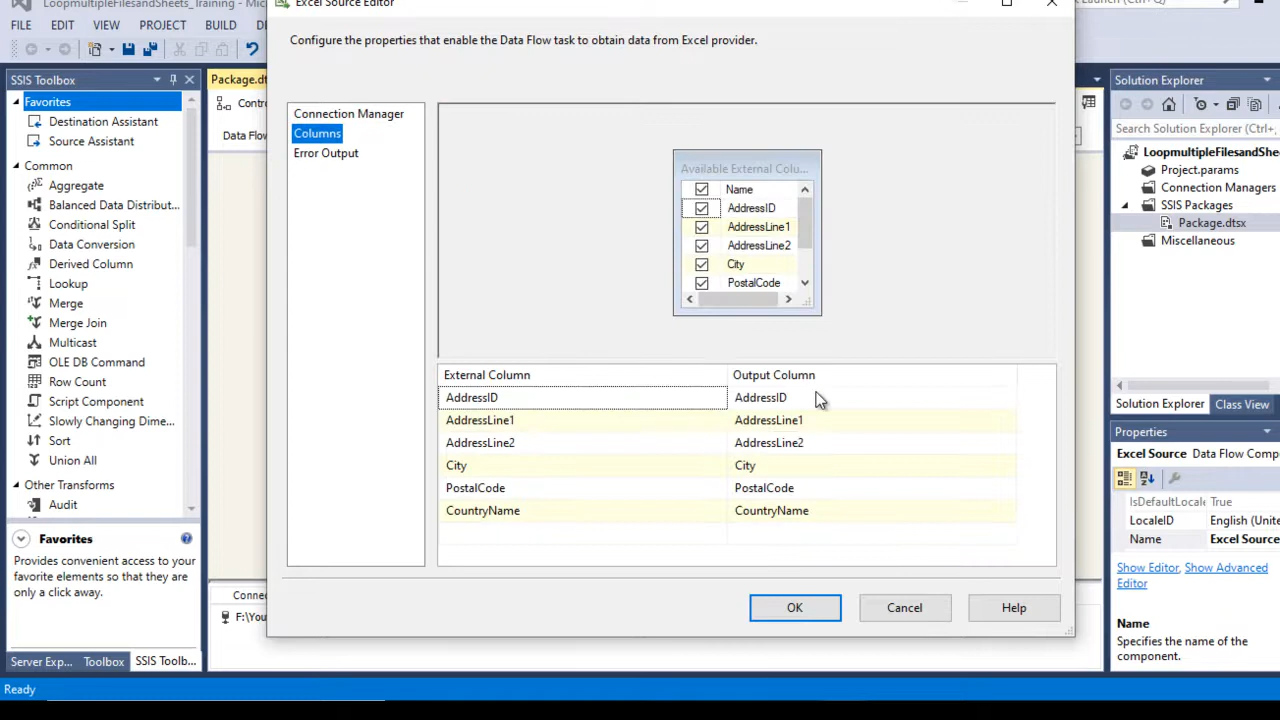 LoopmultipleFilesandSheets_Training - Mic
Excel Source Editor
FILE EDIT VIEW PROJECT BUILD
Configure the properties that enable the Data Flow task to obtain data from Excel provider.
SSIS Toolbox
Package.dt
Solution Explorer
Favorites
Destination Assistant
Source Assistant
Common
Aggregate
Balanced Data Distribut...
Conditional Split
Data Conversion
Derived Column
Lookup
Merge
Merge Join
Multicast
OLE DB Command
Row Count
Script Component
Slowly Changing Dime...
Sort
Union All
Other Transforms
Audit
Favorites
Provides convenient access to your
favorite elements so that they are
only a click away.
Server Exp... Toolbox SSIS Toolb...
Ready
Contr
Data Flow
Conne
F:\You
Connection Manager
Columns
Error Output
Available External Colu...
Name
AddressID
AddressLine1
AddressLine2
City
PostalCode
External Column Output Column
AddressID AddressID
AddressLine1 AddressLine1
AddressLine2 AddressLine2
City City
PostalCode PostalCode
CountryName CountryName
OK Cancel Help
Search Solution Explorer (Ctrl+
LoopmultipleFilesandS
Project.params
Connection Managers
SSIS Packages
Package.dtsx
Miscellaneous
Solution Explorer Class View
Properties
Excel Source Data Flow Comp
IsDefaultLocale True
LocaleID English (Unite
Name Excel Source
Show Editor, Show Advanced
Editor
Name
Specifies the name of the
component.